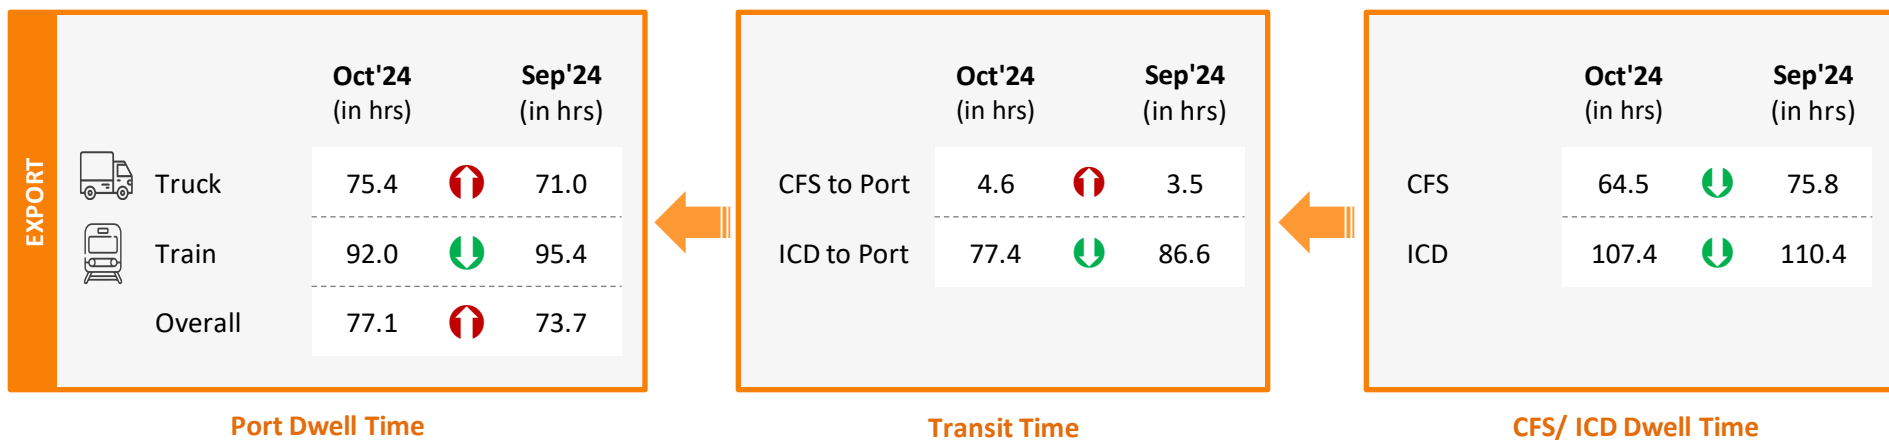 EXPORT
Oct'24 Sep'24
(in hrs) (in hrs)
Truck 75.4 71.0
Train 92.0 95.4
Overall 77.1 73.7
Port Dwell Time
Oct'24 Sep'24
(in hrs) (in hrs)
CFS to Port 4.6 3.5
ICD to Port 77.4 86.6
Transit Time
Oct'24 Sep'24
(in hrs) (in hrs)
CFS 64.5 75.8
ICD 107.4 110.4
CFS/ ICD Dwell Time